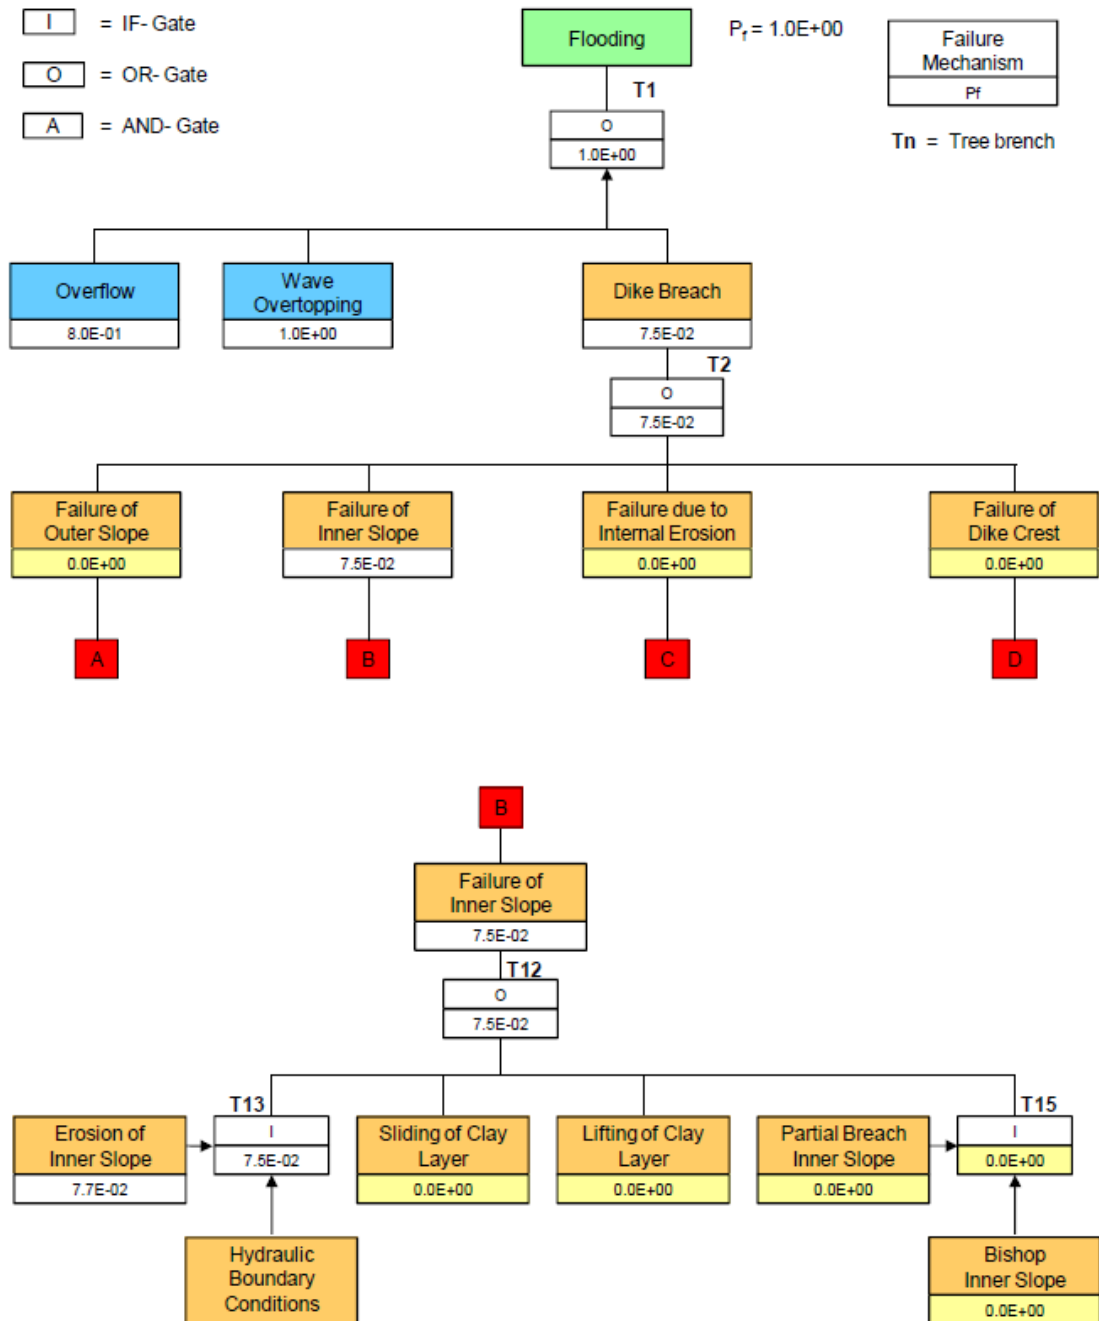 I = IF- Gate
O = OR- Gate
A = AND- Gate
Flooding
Pf = 1.0E+00
Failure
Mechanism
Pf
Tn = Tree brench
T1
O
1.0E+00
Overflow
8.0E-01
Wave
Overtopping
1.0E+00
Dike Breach
7.5E-02
T2
O
7.5E-02
Failure of
Outer Slope
0.0E+00
Failure of
Inner Slope
7.5E-02
Failure due to
Internal Erosion
0.0E+00
Failure of
Dike Crest
0.0E+00
A
B
C
D
B
Failure of
Inner Slope
7.5E-02
T12
O
7.5E-02
Erosion of
Inner Slope
7.7E-02
T13
I
7.5E-02
Sliding of Clay
Layer
0.0E+00
Lifting of Clay
Layer
0.0E+00
Partial Breach
Inner Slope
0.0E+00
T15
I
0.0E+00
Hydraulic
Boundary
Conditions
Bishop
Inner Slope
0.0E+00